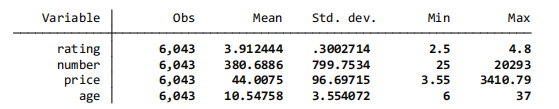 Variable Obs Mean Std. dev. Min Max
rating 6,043 3.912444 .3002714 2.5 4.8
number 6,043 380.6886 799.7534 25 20293
price 6,043 44.0075 96.69715 3.55 3410.79
age 6,043 10.54758 3.554072 6 37